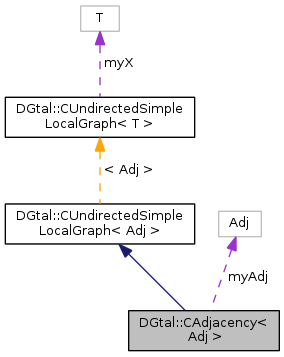 T
myX
DGtal::CUndirectedSimple
LocalGraph< T >
< Adj >
DGtal::CUndirectedSimple
LocalGraph< Adj >
Adj
myAdj
DGtal::CAdjacency<
Adj >